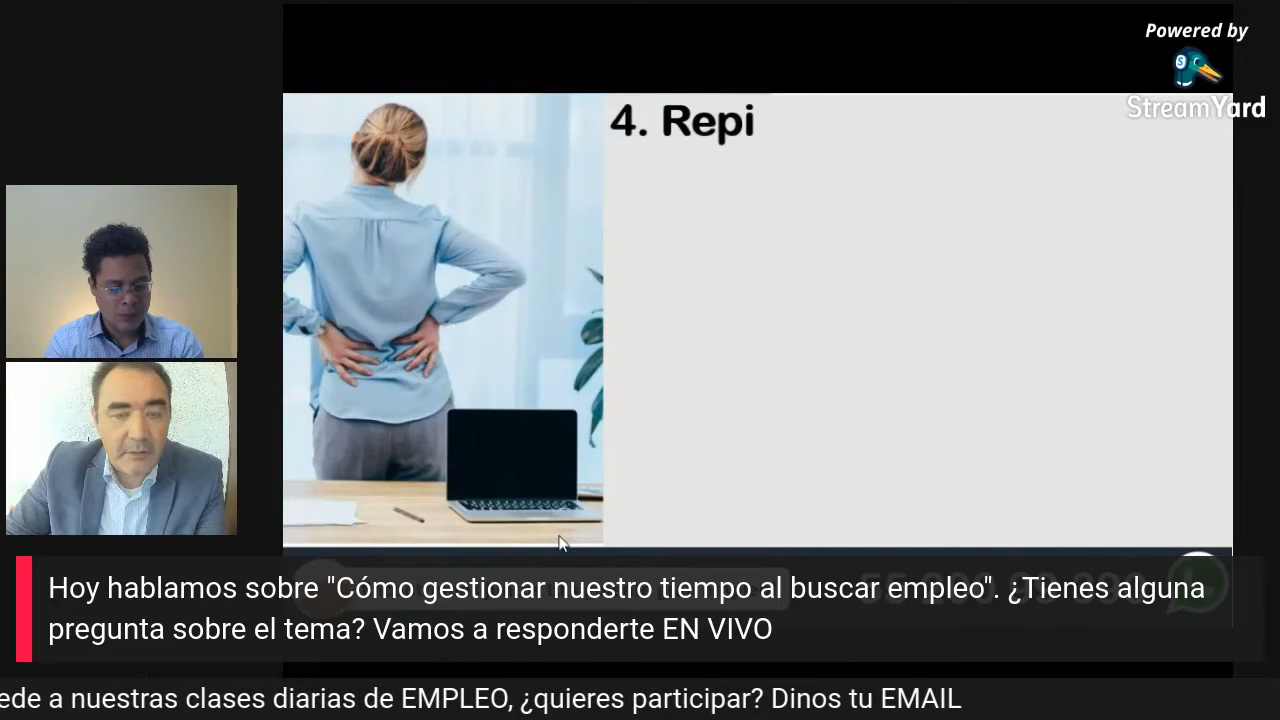 Powered by
StreamYard
4. Repi
Hoy hablamos sobre "Cómo gestionar nuestro tiempo al buscar empleo". ¿Tienes alguna
pregunta sobre el tema? Vamos a responderte EN VIVO
ede a nuestras clases diarias de EMPLEO, ¿quieres participar? Dinos tu EMAIL